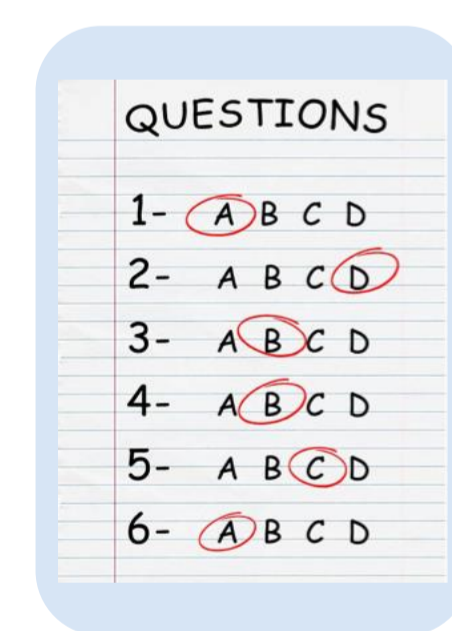 QUESTIONS
1- A B C D
2- A B C D
3- A B C D
4- A B C D
5- A B C D
6- A B C D